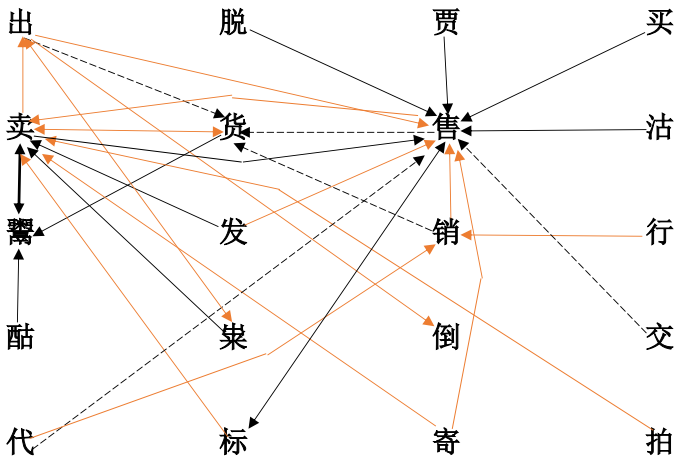 出 脱 贾 买
卖 货 售 沽
鬻 发 销 行
酤 粜 倒 交
代 标 寄 拍